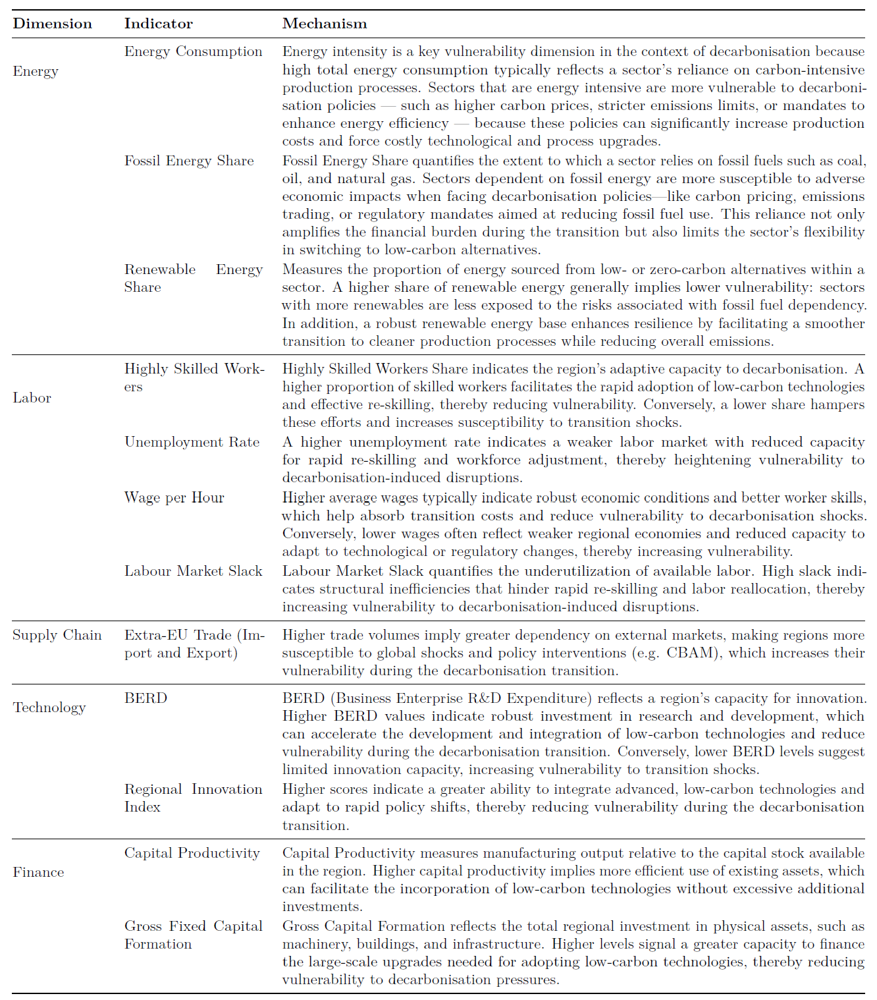 Dimension Indicator Mechanism
Energy Consumption Energy intensity is a key vulnerability dimension in the context of decarbonisation because
Energy high total energy consumption typically reflects a sector's reliance on carbon-intensive
production processes. Sectors that are energy intensive are more vulnerable to decarboni-
sation policies — such as higher carbon prices, stricter emissions limits, or mandates to
enhance energy efficiency — because these policies can significantly increase production
costs and force costly technological and process upgrades.
Fossil Energy Share Fossil Energy Share quantifies the extent to which a sector relies on fossil fuels such as coal,
oil, and natural gas. Sectors dependent on fossil energy are more susceptible to adverse
economic impacts when facing decarbonisation policies—like carbon pricing, emissions
trading, or regulatory mandates aimed at reducing fossil fuel use. This reliance not only
amplifies the financial burden during the transition but also limits the sector's flexibility
in switching to low-carbon alternatives.
Renewable Energy Measures the proportion of energy sourced from low- or zero-carbon alternatives within a
Share sector. A higher share of renewable energy generally implies lower vulnerability: sectors
with more renewables are less exposed to the risks associated with fossil fuel dependency.
In addition, a robust renewable energy base enhances resilience by facilitating a smoother
transition to cleaner production processes while reducing overall emissions.
Highly Skilled Work- Highly Skilled Workers Share indicates the region's adaptive capacity to decarbonisation. A
ers higher proportion of skilled workers facilitates the rapid adoption of low-carbon technologies
Labor and effective re-skilling, thereby reducing vulnerability. Conversely, a lower share hampers
these efforts and increases susceptibility to transition shocks.
Unemployment Rate A higher unemployment rate indicates a weaker labor market with reduced capacity
for rapid re-skilling and workforce adjustment, thereby heightening vulnerability to
decarbonisation-induced disruptions.
Wage per Hour Higher average wages typically indicate robust economic conditions and better worker skills,
which help absorb transition costs and reduce vulnerability to decarbonisation shocks.
Conversely, lower wages often reflect weaker regional economies and reduced capacity to
adapt to technological or regulatory changes, thereby increasing vulnerability.
Labour Market Slack Labour Market Slack quantifies the underutilization of available labor. High slack indi-
cates structural inefficiencies that hinder rapid re-skilling and labor reallocation, thereby
increasing vulnerability to decarbonisation-induced disruptions.
Supply Chain Extra-EU Trade (Im- Higher trade volumes imply greater dependency on external markets, making regions more
port and Export) susceptible to global shocks and policy interventions (e.g. CBAM), which increases their
vulnerability during the decarbonisation transition.
BERD BERD (Business Enterprise R&D Expenditure) reflects a region's capacity for innovation.
Technology Higher BERD values indicate robust investment in research and development, which
can accelerate the development and integration of low-carbon technologies and reduce
vulnerability during the decarbonisation transition. Conversely, lower BERD levels suggest
limited innovation capacity, increasing vulnerability to transition shocks.
Regional Innovation Higher scores indicate a greater ability to integrate advanced, low-carbon technologies and
Index adapt to rapid policy shifts, thereby reducing vulnerability during the decarbonisation
transition.
Capital Productivity Capital Productivity measures manufacturing output relative to the capital stock available
Finance in the region. Higher capital productivity implies more efficient use of existing assets, which
can facilitate the incorporation of low-carbon technologies without excessive additional
investments.
Gross Fixed Capital Gross Capital Formation reflects the total regional investment in physical assets, such as
Formation machinery, buildings, and infrastructure. Higher levels signal a greater capacity to finance
the large-scale upgrades needed for adopting low-carbon technologies, thereby reducing
vulnerability to decarbonisation pressures.